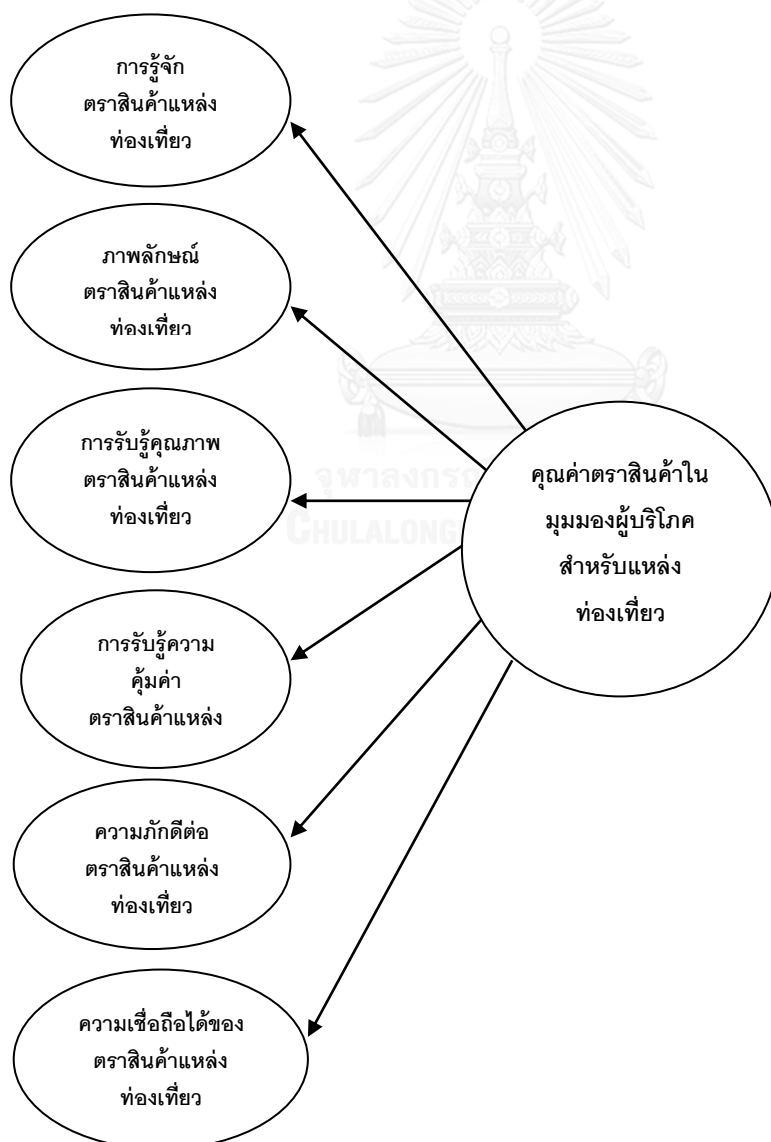 การรู้จัก
ตราสินค้าแหล่ง
ท่องเที่ยว
ภาพลักษณ์
ตราสินค้าแหล่ง
ท่องเที่ยว
การรับรู้คุณภาพ
ตราสินค้าแหล่ง
ท่องเที่ยว
คุณค่าตราสินค้าใน
มุมมองผู้บริโภค
สำหรับแหล่ง
ท่องเที่ยว
การรับรู้ความ
คุ้มค่า
ตราสินค้าแหล่ง
ความภักดีต่อ
ตราสินค้าแหล่ง
ท่องเที่ยว
ความเชื่อถือได้ของ
ตราสินค้าแหล่ง
ท่องเที่ยว